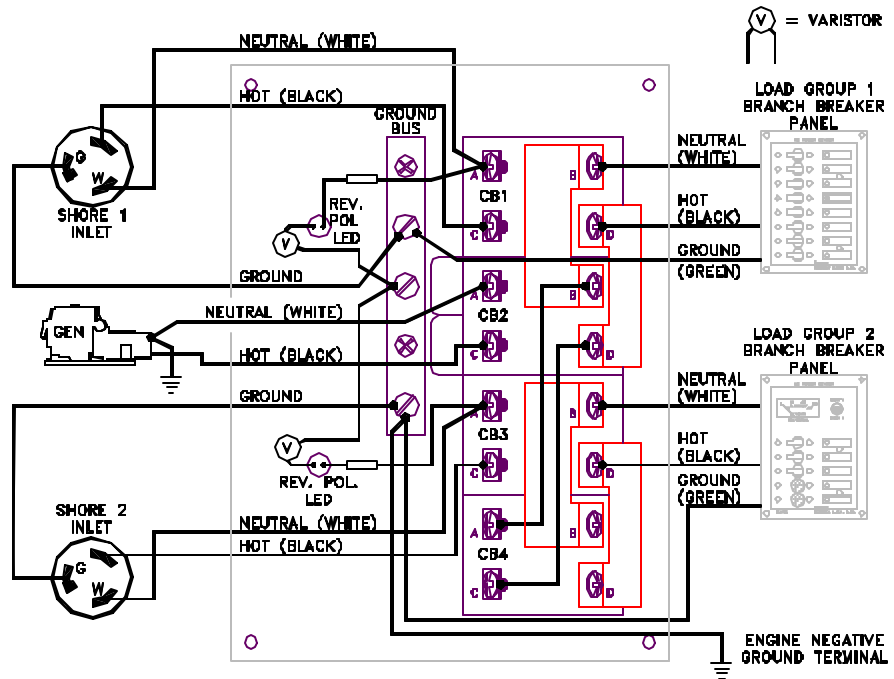 V = VARISTOR
NEUTRAL (WHITE)
HOT (BLACK)
GROUND
BUS
LOAD GROUP 1
BRANCH BREAKER
PANEL
NEUTRAL
(WHITE)
G
W
A
B
CB1
SHORE 1
INLET
REV.
POL.
LED
V
C
D
HOT
(BLACK)
GROUND
(GREEN)
GROUND
NEUTRAL (WHITE)
A
B
CB2
GEN
HOT (BLACK)
C
D
LOAD GROUP 2
BRANCH BREAKER
PANEL
NEUTRAL
(WHITE)
GROUND
A
B
CB3
V
REV. POL.
LED
C
D
HOT
(BLACK)
GROUND
(GREEN)
SHORE 2
INLET
NEUTRAL (WHITE)
HOT (BLACK)
A
B
CB4
G
W
C
D
ENGINE NEGATIVE
GROUND TERMINAL